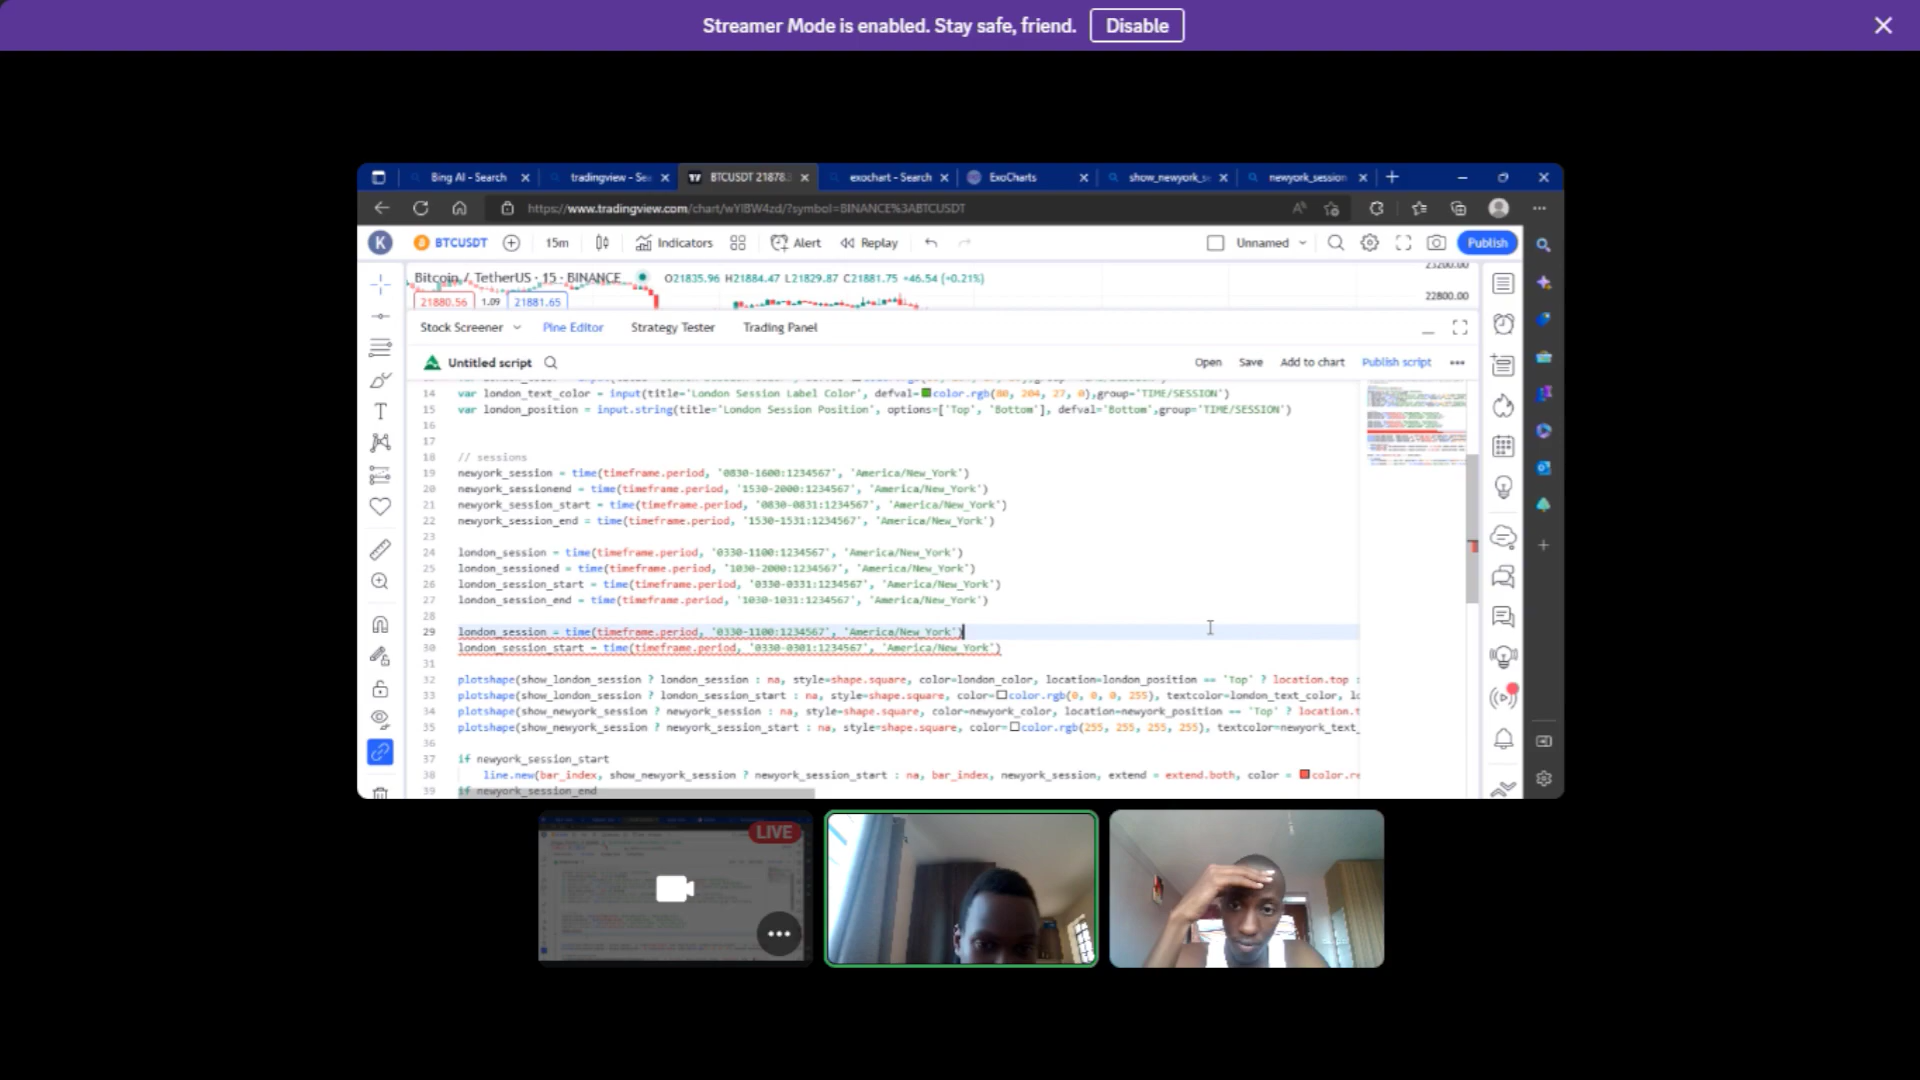 Streamer Mode is enabled. Stay safe, friend. Disable
Bing AI - Search
tradingview - Se
BTCUSDT 21878.
exochart - Search
ExoCharts
show_newyork_s
newyork_session
https://www.tradingview.com/chart/wYIBW4zd/?symbol=BINANCE%3ABTCUSDT
K BTCUSDT 15m Indicators Alert Replay Unnamed Publish
Bitcoin / TetherUS · 15 · BINANCE O21835.96 H21884.47 L21829.87 C21881.75 +46.54 (+0.21%)
23200.00
21880.56 1.09 21881.65
22800.00
Stock Screener Pine Editor Strategy Tester Trading Panel
Untitled script Open Save Add to chart Publish script
14 var london_text_color = input(title='London Session Label Color', defval=color.rgb(80, 204, 27, 0),group='TIME/SESSION')
15 var london_position = input.string(title='London Session Position', options=['Top', 'Bottom'], defval='Bottom',group='TIME/SESSION')
16
17
18 // sessions
19 newyork_session = time(timeframe.period, '0830-1600:1234567', 'America/New_York')
20 newyork_sessionend = time(timeframe.period, '1530-2000:1234567', 'America/New_York')
21 newyork_session_start = time(timeframe.period, '0830-0831:1234567', 'America/New_York')
22 newyork_session_end = time(timeframe.period, '1530-1531:1234567', 'America/New_York')
23
24 london_session = time(timeframe.period, '0330-1100:1234567', 'America/New_York')
25 london_sessioned = time(timeframe.period, '1030-2000:1234567', 'America/New_York')
26 london_session_start = time(timeframe.period, '0330-0331:1234567', 'America/New_York')
27 london_session_end = time(timeframe.period, '1030-1031:1234567', 'America/New_York')
28
29 london_session = time(timeframe.period, '0330-1100:1234567', 'America/New_York')
30 london_session_start = time(timeframe.period, '0330-0301:1234567', 'America/New_York')
31
32 plotshape(show_london_session ? london_session : na, style=shape.square, color=london_color, location=london_position == 'Top' ? location.top :
33 plotshape(show_london_session ? london_session_start : na, style=shape.square, color=color.rgb(0, 0, 0, 255), textcolor=london_text_color, lo
34 plotshape(show_newyork_session ? newyork_session : na, style=shape.square, color=newyork_color, location=newyork_position == 'Top' ? location.t
35 plotshape(show_newyork_session ? newyork_session_start : na, style=shape.square, color=color.rgb(255, 255, 255, 255), textcolor=newyork_text_
36
37 if newyork_session_start
38 line.new(bar_index, show_newyork_session ? newyork_session_start : na, bar_index, newyork_session, extend = extend.both, color = color.re
39 if newyork_session_end
LIVE